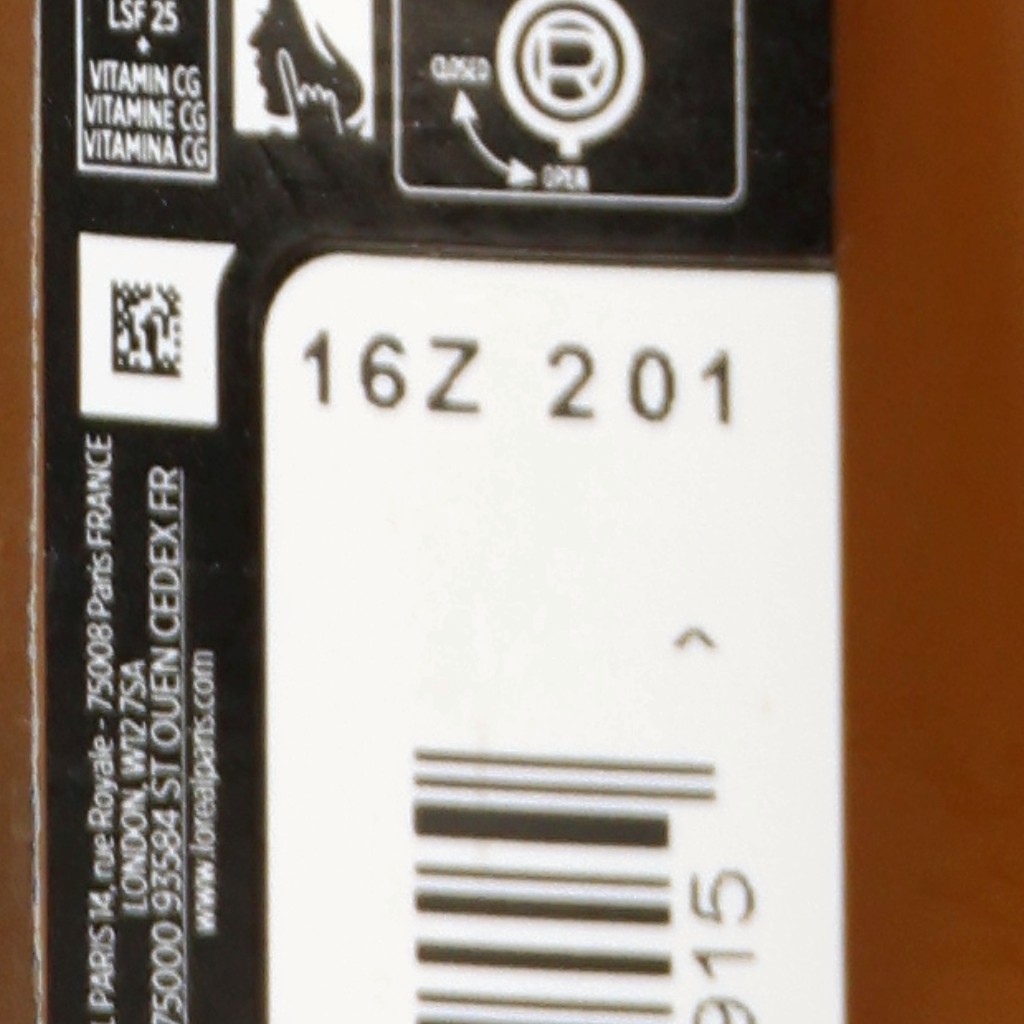 LSF 25
•
VITAMIN CG
VITAMINE CG
VITAMINA CG
CLOSED
R
OPEN
16Z 201
PARIS 14, rue Royale - 75008 Paris FRANCE
LONDON, W12 7SA
75000 93584 ST OUEN CEDEX FR
www.lorealparis.com
915
>